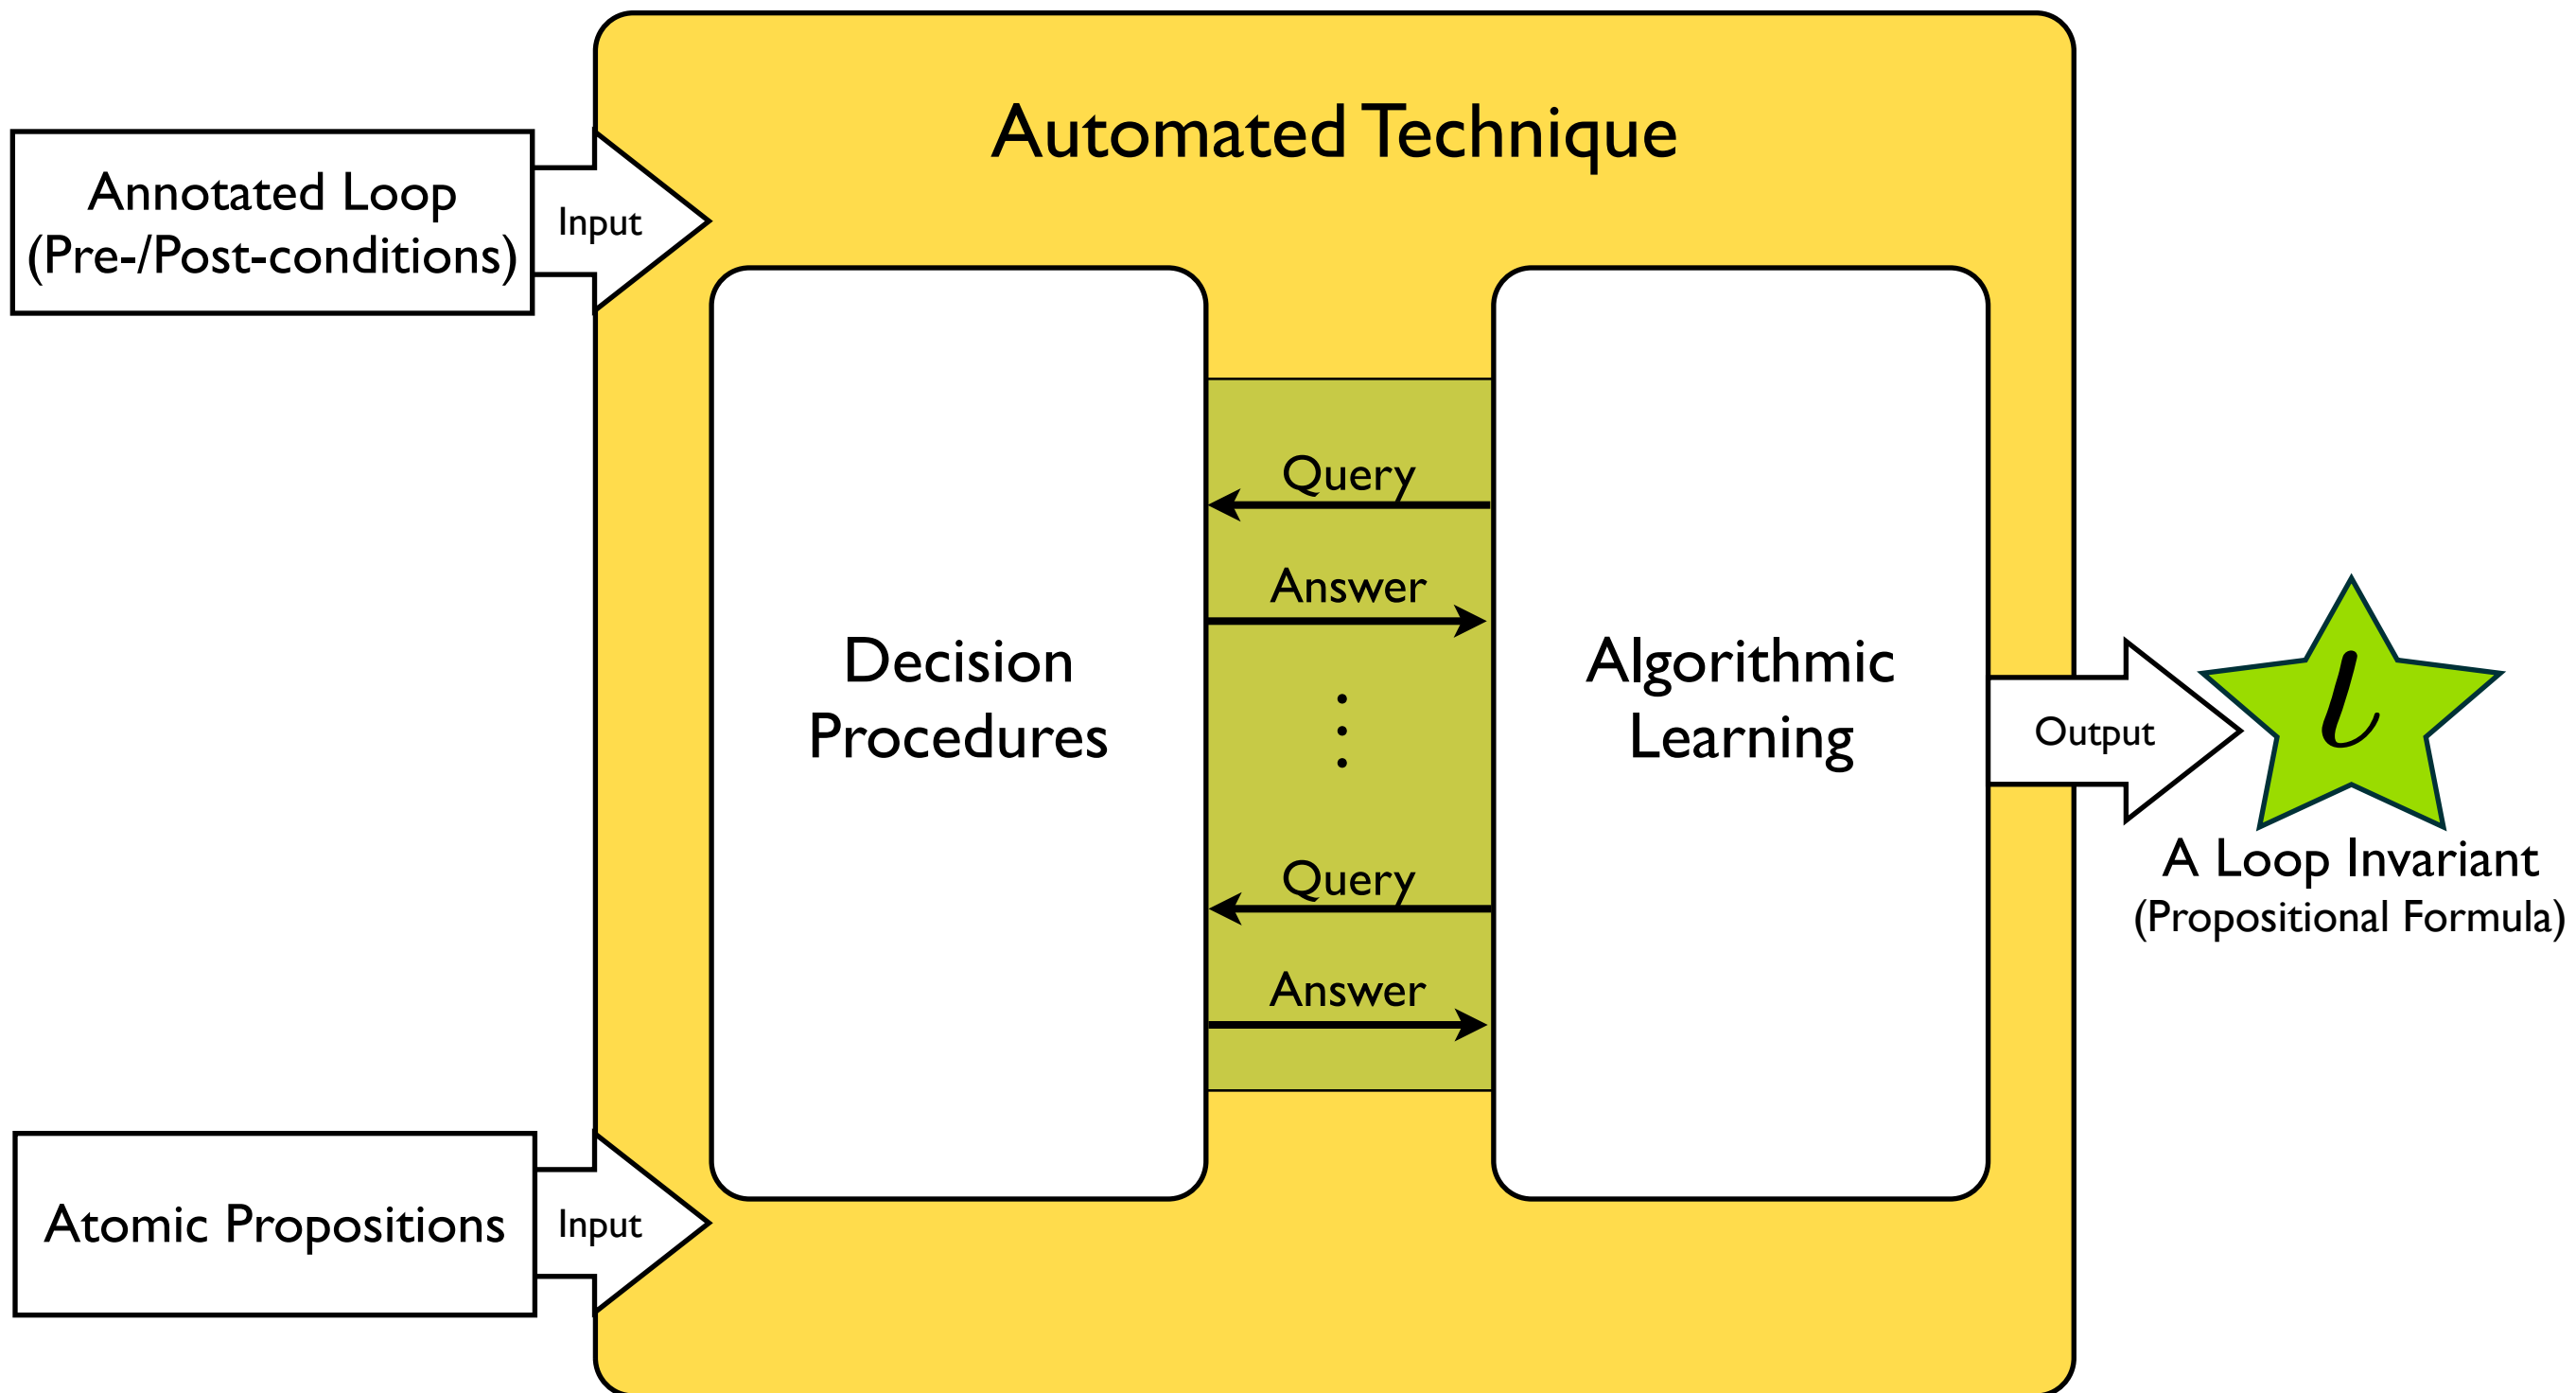 Automated Technique
Annotated Loop
(Pre-/Post-conditions)
Input
Decision
Procedures
Query
Answer
Query
Answer
Algorithmic
Learning
Output
l
A Loop Invariant
(Propositional Formula)
Atomic Propositions
Input